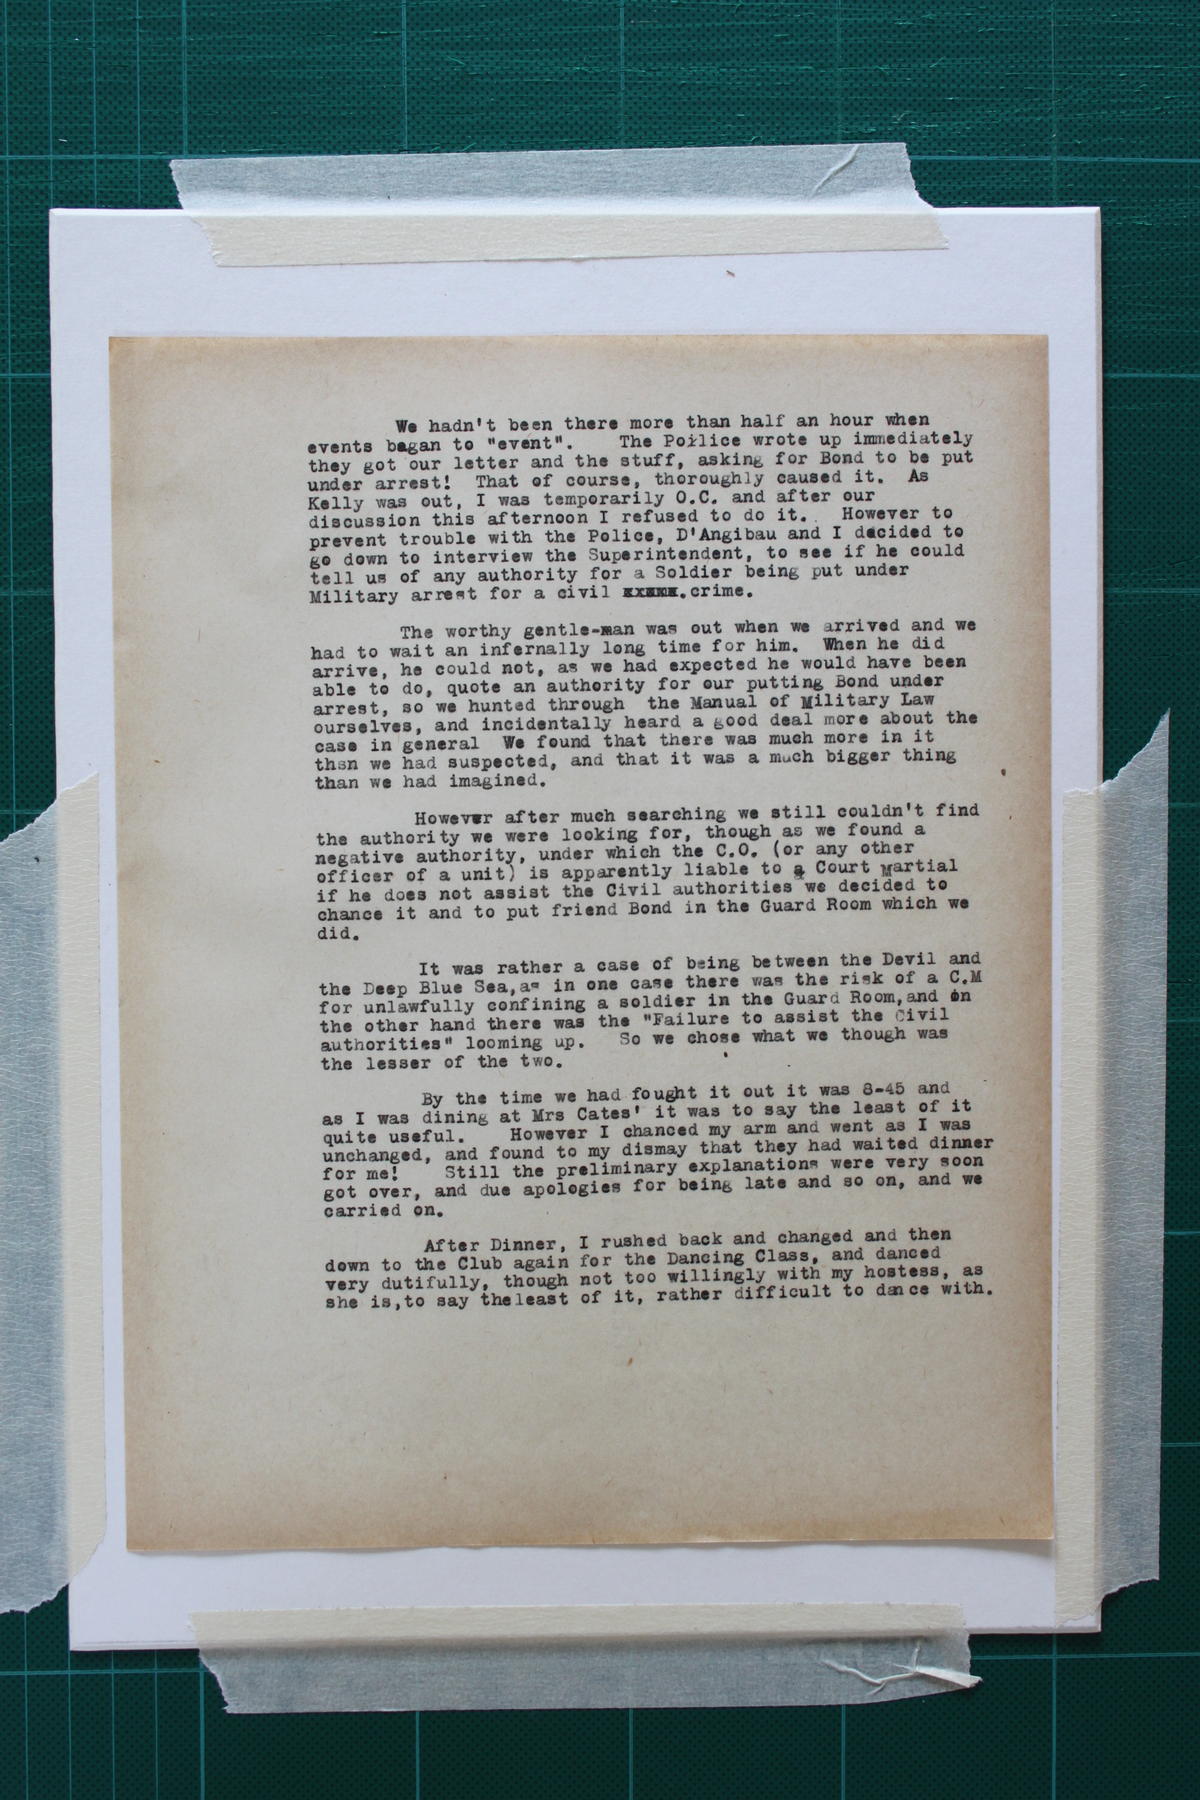 We hadn't been there more than half an hour when
events began to "event". The Police wrote up immediately
they got our letter and the stuff, asking for Bond to be put
under arrest! That of course, thoroughly caused it. As
Kelly was out, I was temporarily O.C. and after our
discussion this afternoon I refused to do it.. However to
prevent trouble with the Police, D'Angibau and I decided to
go down to interview the Superintendent, to see if he could
tell us of any authority for a Soldier being put under
Military arrest for a civil xxxxx.crime.
The worthy gentle-man was out when we arrived and we
had to wait an infernally long time for him. When he did
arrive, he could not, as we had expected he would have been
able to do, quote an authority for our putting Bond under
arrest, so we hunted through the Manual of Military Law
ourselves, and incidentally heard a good deal more about the
case in general We found that there was much more in it
than we had suspected, and that it was a much bigger thing
than we had imagined.
However after much searching we still couldn't find
the authority we were looking for, though as we found a
negative authority, under which the C.O. (or any other
officer of a unit) is apparently liable to a Court Martial
if he does not assist the Civil authorities we decided to
chance it and to put friend Bond in the Guard Room which we
did.
It was rather a case of being between the Devil and
the Deep Blue Sea,as in one case there was the risk of a C.M
for unlawfully confining a soldier in the Guard Room,and on
the other hand there was the "Failure to assist the Civil
authorities" looming up. So we chose what we though was
the lesser of the two.
By the time we had fought it out it was 8-45 and
as I was dining at Mrs Cates' it was to say the least of it
quite useful. However I chanced my arm and went as I was
unchanged, and found to my dismay that they had waited dinner
for me! Still the preliminary explanations were very soon
got over, and due apologies for being late and so on, and we
carried on.
After Dinner, I rushed back and changed and then
down to the Club again for the Dancing Class, and danced
very dutifully, though not too willingly with my hostess, as
she is,to say theleast of it, rather difficult to dance with.